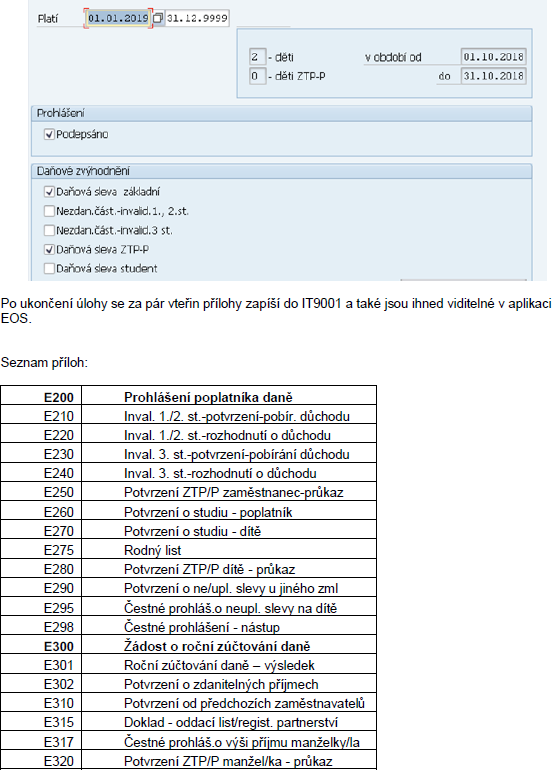 Platí 01.01.2019 31.12.9999
2 - děti v období od 01.10.2018
0 - děti ZTP-P do 31.10.2018
Prohlášení
Podepsáno
Daňové zvýhodnění
Daňová sleva základní
Nezdan.část.-invalid.1., 2.st.
Nezdan.část.-invalid.3 st.
Daňová sleva ZTP-P
Daňová sleva student
Po ukončení úlohy se za pár vteřin přílohy zapíší do IT9001 a také jsou ihned viditelné v aplikaci
EOS.
Seznam příloh:
E200 Prohlášení poplatníka daně
E210 Inval. 1./2. st.-potvrzení-pobír. důchodu
E220 Inval. 1./2. st.-rozhodnutí o důchodu
E230 Inval. 3. st.-potvrzení-pobírání důchodu
E240 Inval. 3. st.-rozhodnutí o důchodu
E250 Potvrzení ZTP/P zaměstnanec-průkaz
E260 Potvrzení o studiu - poplatník
E270 Potvrzení o studiu - dítě
E275 Rodný list
E280 Potvrzení ZTP/P dítě - průkaz
E290 Potvrzení o ne/upl. slevy u jiného zml
E295 Čestné prohláš.o neupl. slevy na dítě
E298 Čestné prohlášení - nástup
E300 Žádost o roční zúčtování daně
E301 Roční zúčtování daně – výsledek
E302 Potvrzení o zdanitelných příjmech
E310 Potvrzení od předchozích zaměstnavatelů
E315 Doklad - oddací list/regist. partnerství
E317 Čestné prohláš.o výši příjmu manželky/la
E320 Potvrzení ZTP/P manžel/ka - průkaz